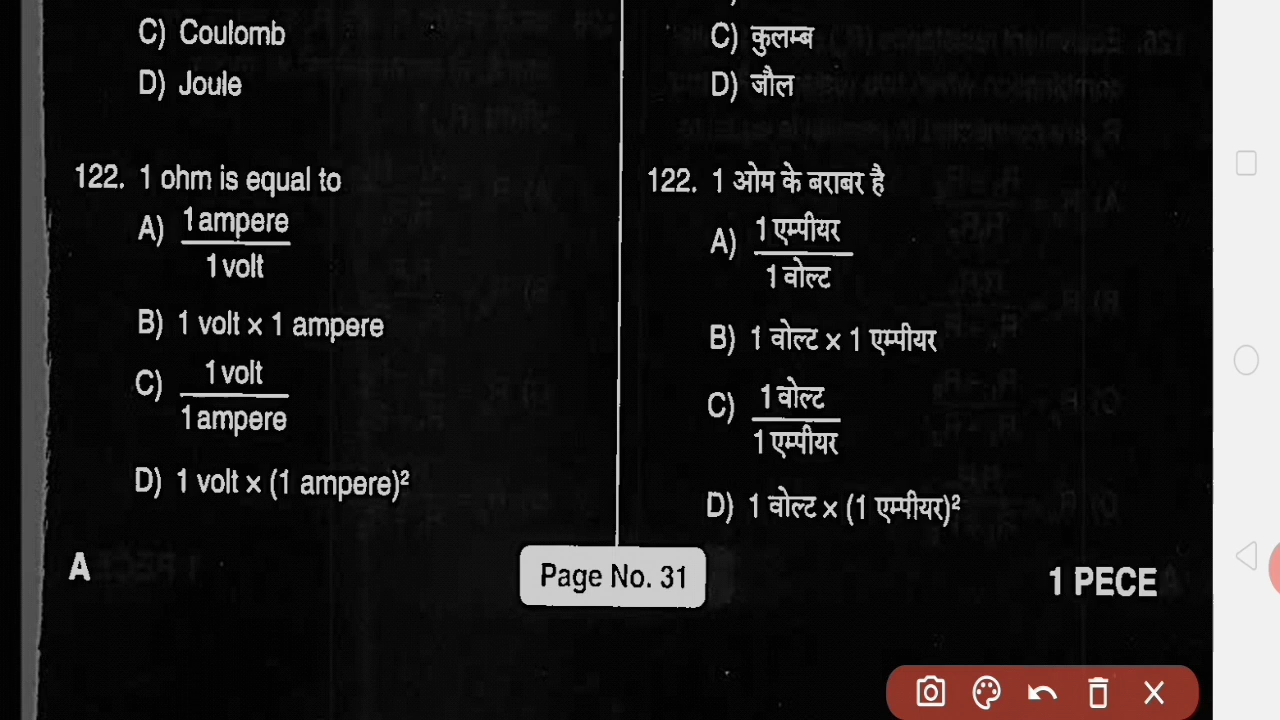 C) Coulomb
D) Joule
122. 1 ohm is equal to
A) 1 ampere
1 volt
B) 1 volt × 1 ampere
C) 1 volt
1 ampere
D) 1 volt × (1 ampere)²
C) कुलम्ब
D) जौल
122. 1 ओम के बराबर है
A) 1 एम्पीयर
1 वोल्ट
B) 1 वोल्ट × 1 एम्पीयर
C) 1 वोल्ट
1 एम्पीयर
D) 1 वोल्ट × (1 एम्पीयर)²
A
Page No. 31
1 PECE